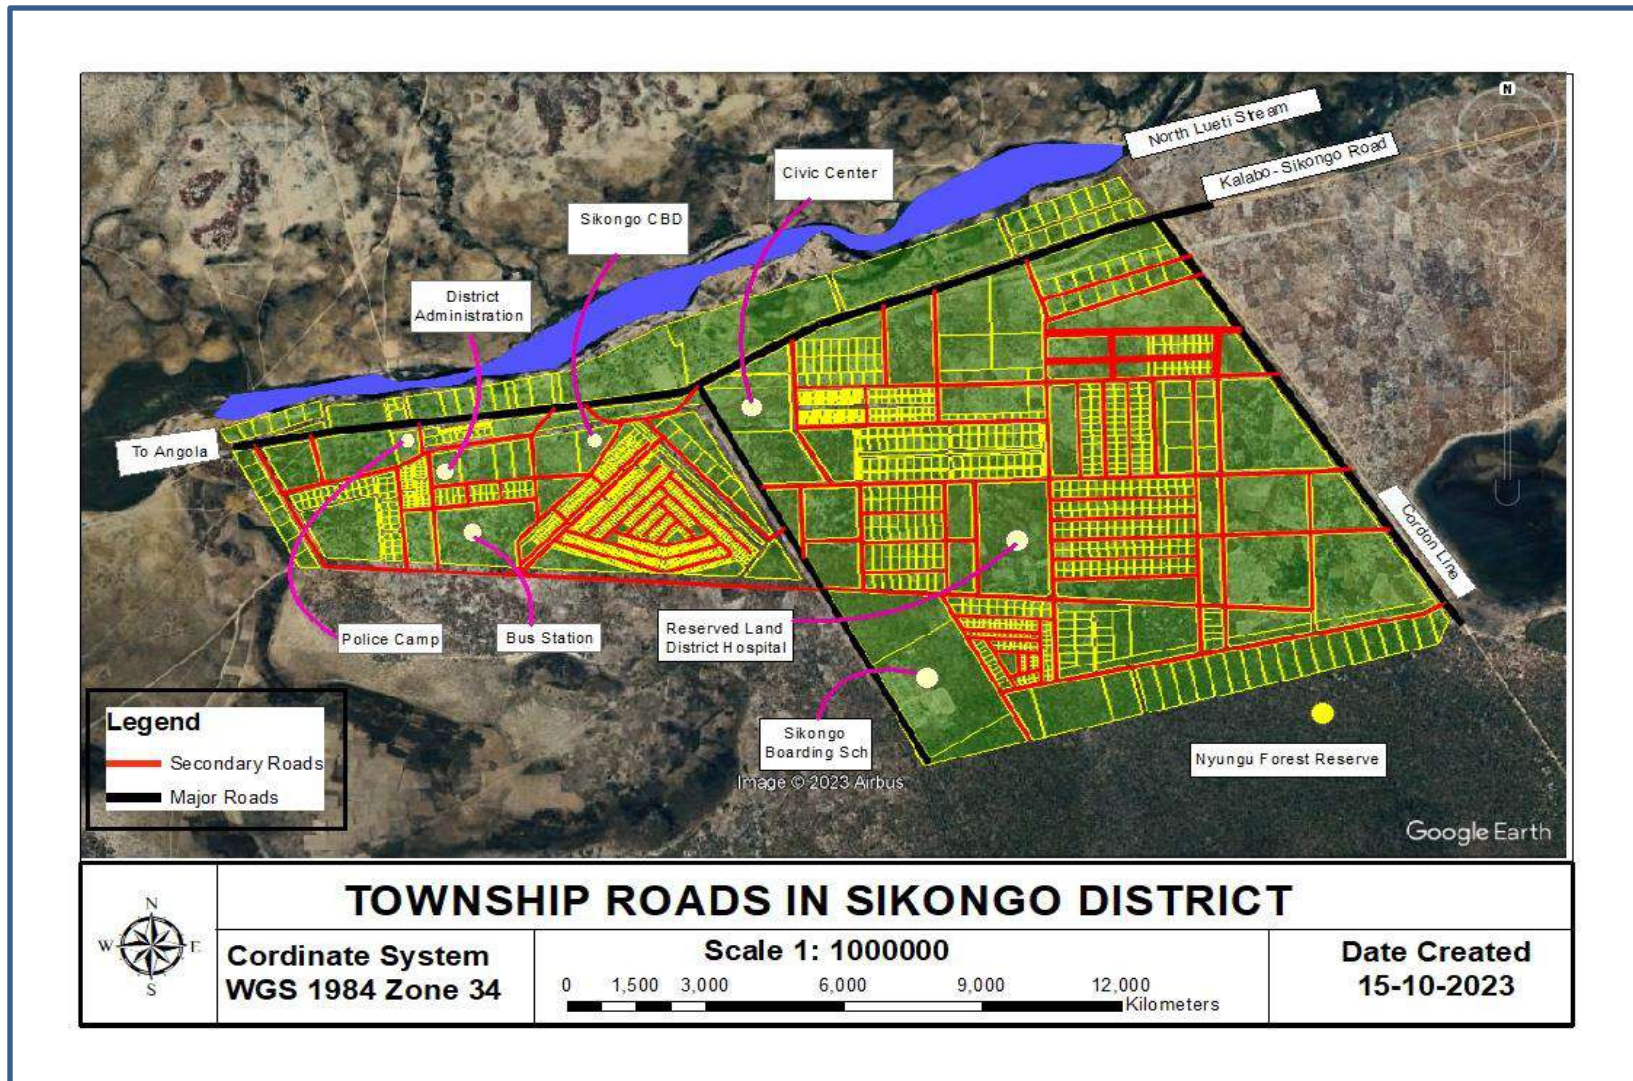 N
North Lueti Stream
Kalabo-Sikongo Road
Civic Center
Sikongo CBD
District
Administration
To Angola
Cordon Line
Police Camp
Bus Station
Reserved Land
District Hospital
Sikongo
Boarding Sch
Nyungu Forest Reserve
Image © 2023 Airbus
Google Earth
Legend
Secondary Roads
Major Roads
TOWNSHIP ROADS IN SIKONGO DISTRICT
N
W E
S
Cordinate System
WGS 1984 Zone 34
Scale 1: 1000000
0 1,500 3,000 6,000 9,000 12,000
Kilometers
Date Created
15-10-2023